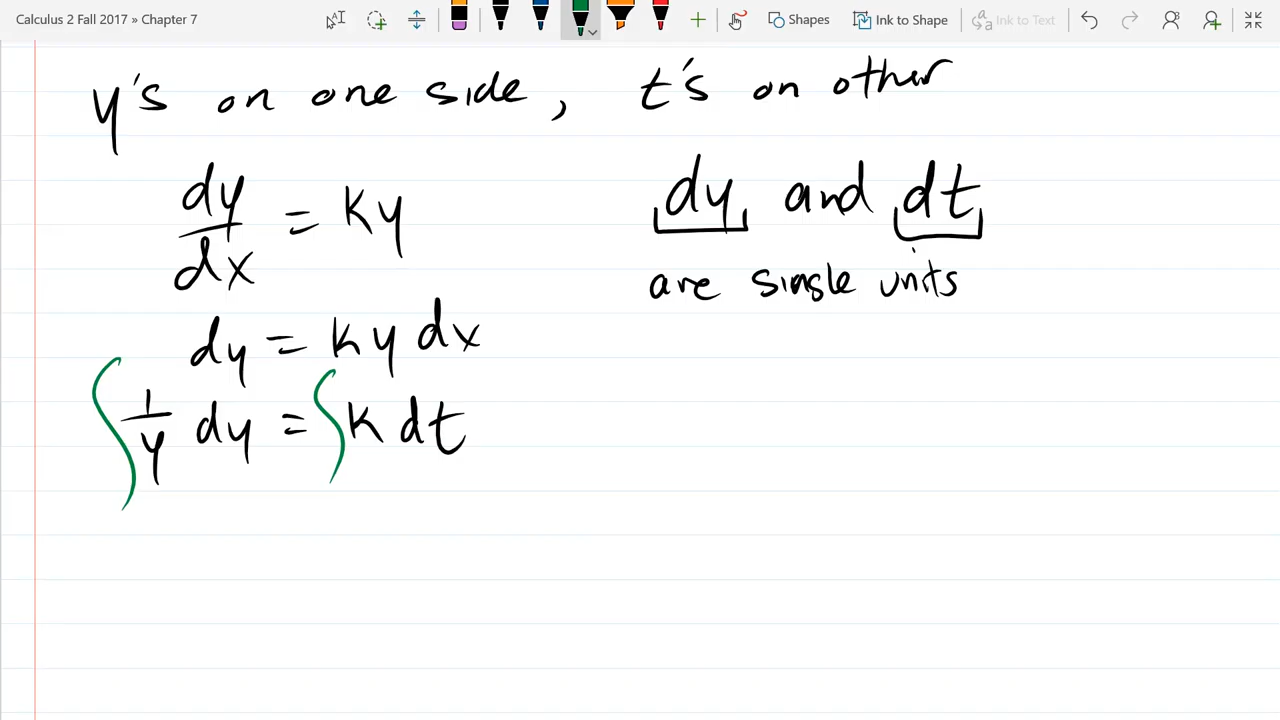 Calculus 2 Fall 2017 » Chapter 7
Shapes
Ink to Shape
Ink to Text
y's on one side, t's on other
dy/dx = ky
dy and dt
are single units
dy = ky dx
∫ 1/y dy = ∫ k dt